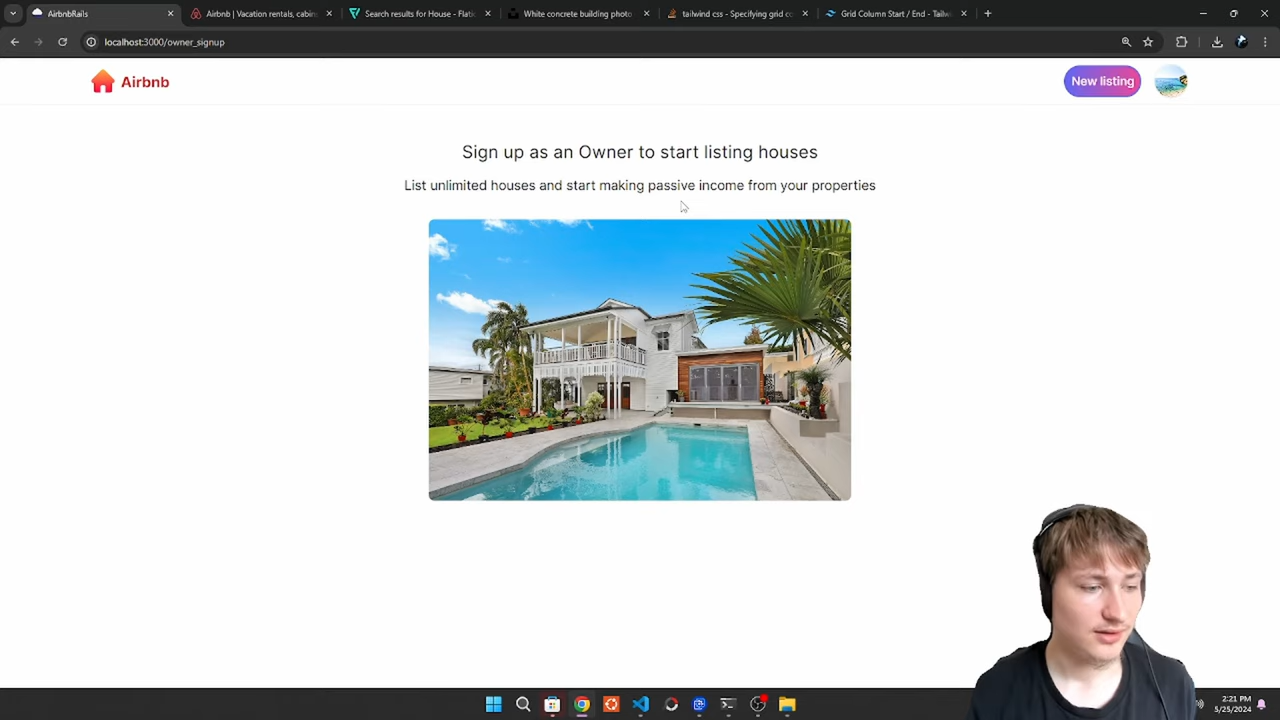 AirbnbRails
Airbnb | Vacation rentals, cabin
Search results for House - Flati
White concrete building photo
tailwind css - Specifying grid co
Grid Column Start / End - Tailw
localhost:3000/owner_signup
Airbnb
New listing
Sign up as an Owner to start listing houses
List unlimited houses and start making passive income from your properties
2:21 PM
5/25/2024